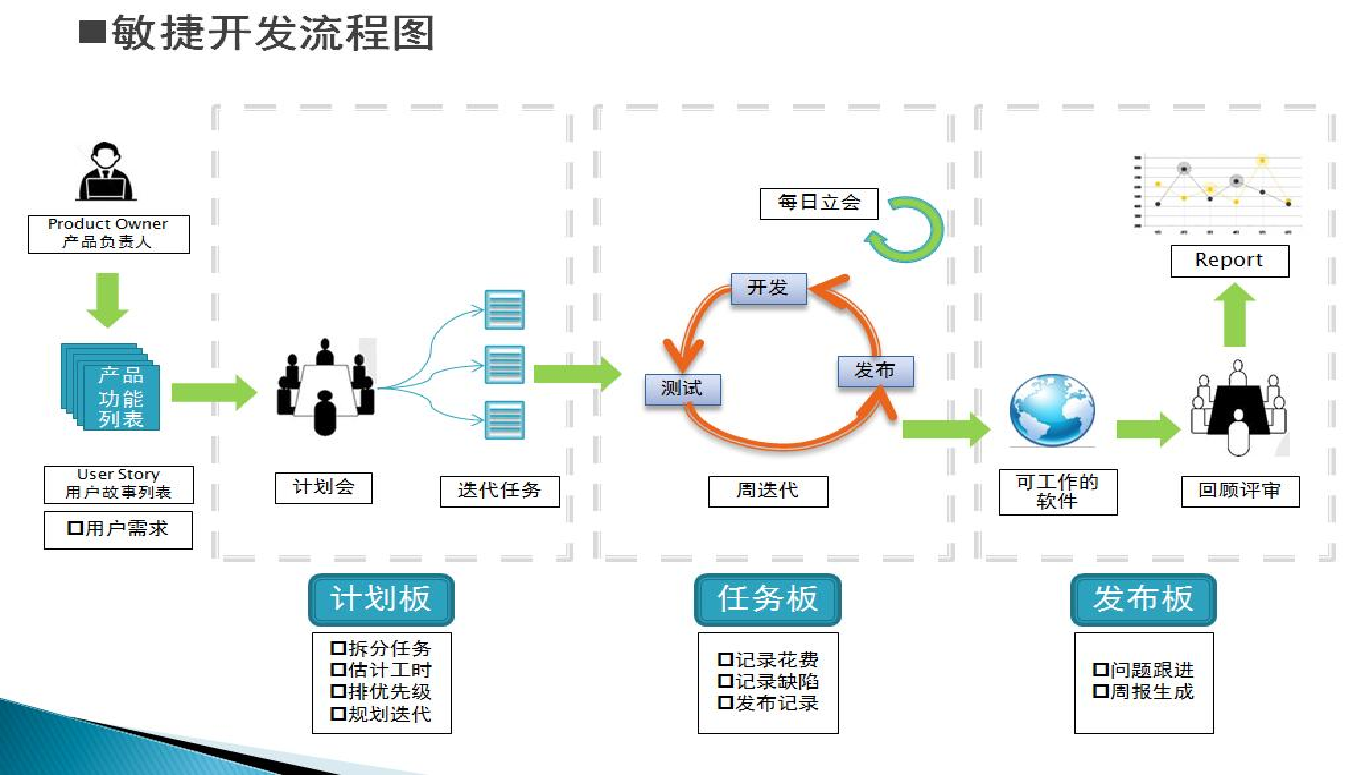 ■敏捷开发流程图
Product Owner
产品负责人
产品
功能
列表
User Story
用户故事列表
□用户需求
计划会
迭代任务
每日立会
开发
测试
发布
周迭代
Report
可工作的
软件
回顾评审
计划板
□拆分任务
□估计工时
□排优先级
□规划迭代
任务板
□记录花费
□记录缺陷
□发布记录
发布板
□问题跟进
□周报生成